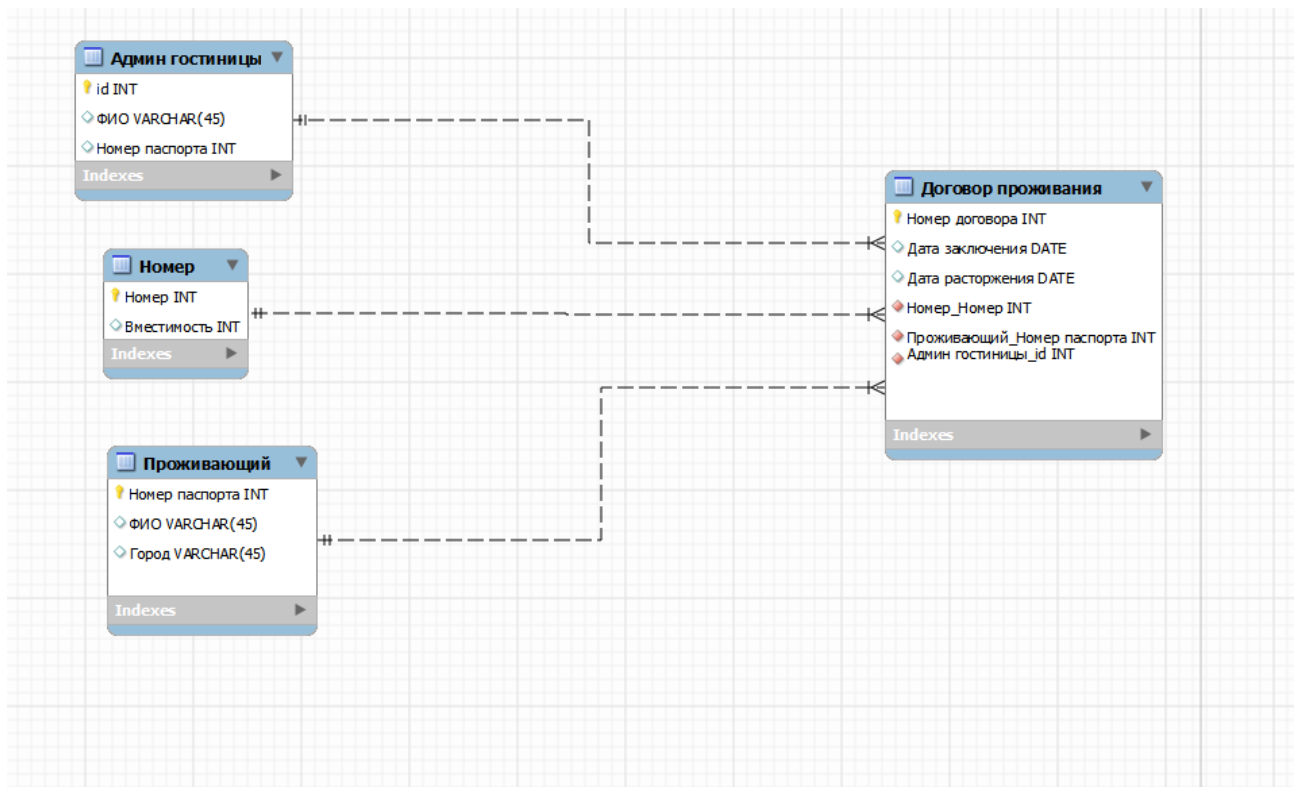 Админ гостиницы
id INT
ФИО VARCHAR(45)
Номер паспорта INT
Indexes
Номер
Номер INT
Вместимость INT
Indexes
Проживающий
Номер паспорта INT
ФИО VARCHAR(45)
Город VARCHAR(45)
Indexes
Договор проживания
Номер договора INT
Дата заключения DATE
Дата расторжения DATE
Номер_Номер INT
Проживающий_Номер паспорта INT
Админ гостиницы_id INT
Indexes